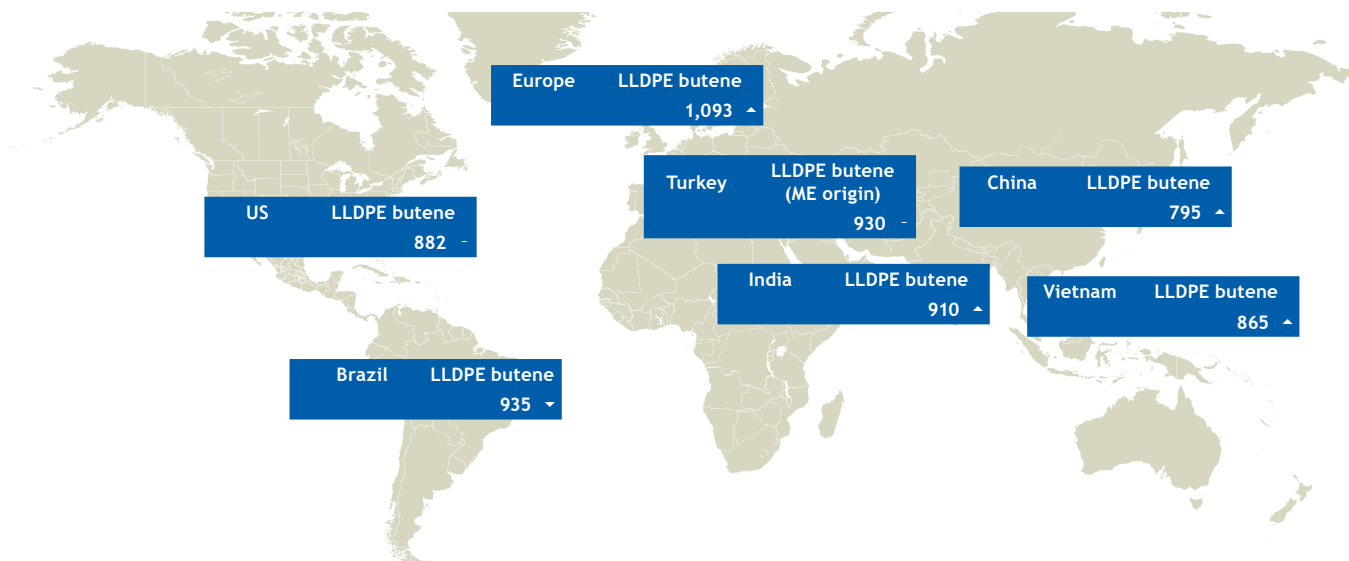 Europe LLDPE butene
1,093 ▲
Turkey LLDPE butene
(ME origin)
930 –
China LLDPE butene
795 ▲
US LLDPE butene
882 –
India LLDPE butene
910 ▲
Vietnam LLDPE butene
865 ▲
Brazil LLDPE butene
935 ▼